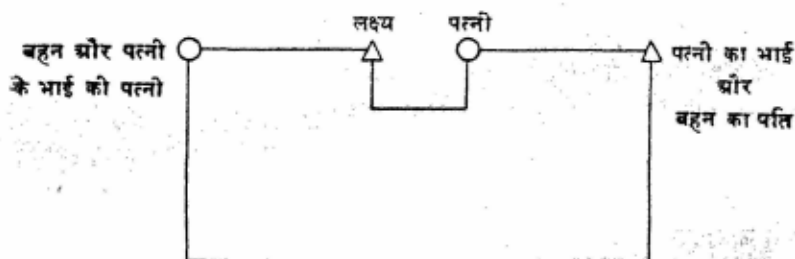 लक्ष्य
पत्नी
बहन और पत्नी
के भाई की पत्नी
पत्नी का भाई
और
बहन का पति